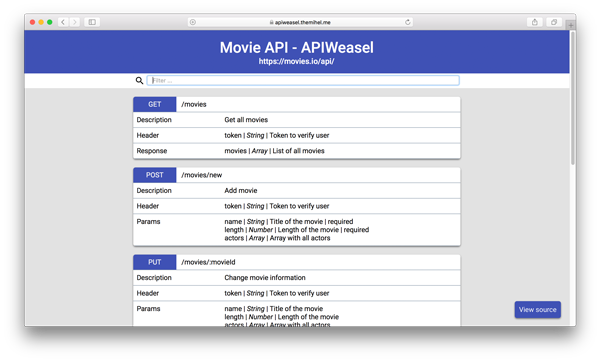 apiweasel.themihel.me
Movie API - APIWeasel
https://movies.io/api/
Filter ...
GET /movies
Description Get all movies
Header token | String | Token to verify user
Response movies | Array | List of all movies
POST /movies/new
Description Add movie
Header token | String | Token to verify user
Params name | String | Title of the movie | required
length | Number | Length of the movie | required
actors | Array | Array with all actors
PUT /movies/:movieId
Description Change movie information
Header token | String | Token to verify user
Params name | String | Title of the movie
length | Number | Length of the movie
actors | Array | Array with all actors
View source